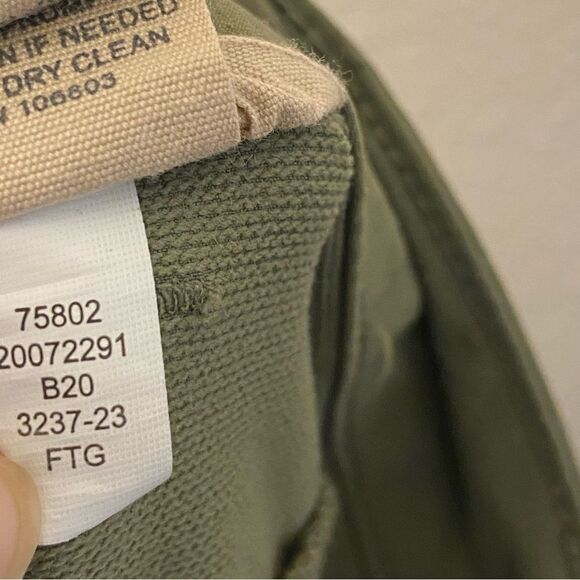 N IF NEEDED
DRY CLEAN
106603
75802
20072291
B20
3237-23
FTG